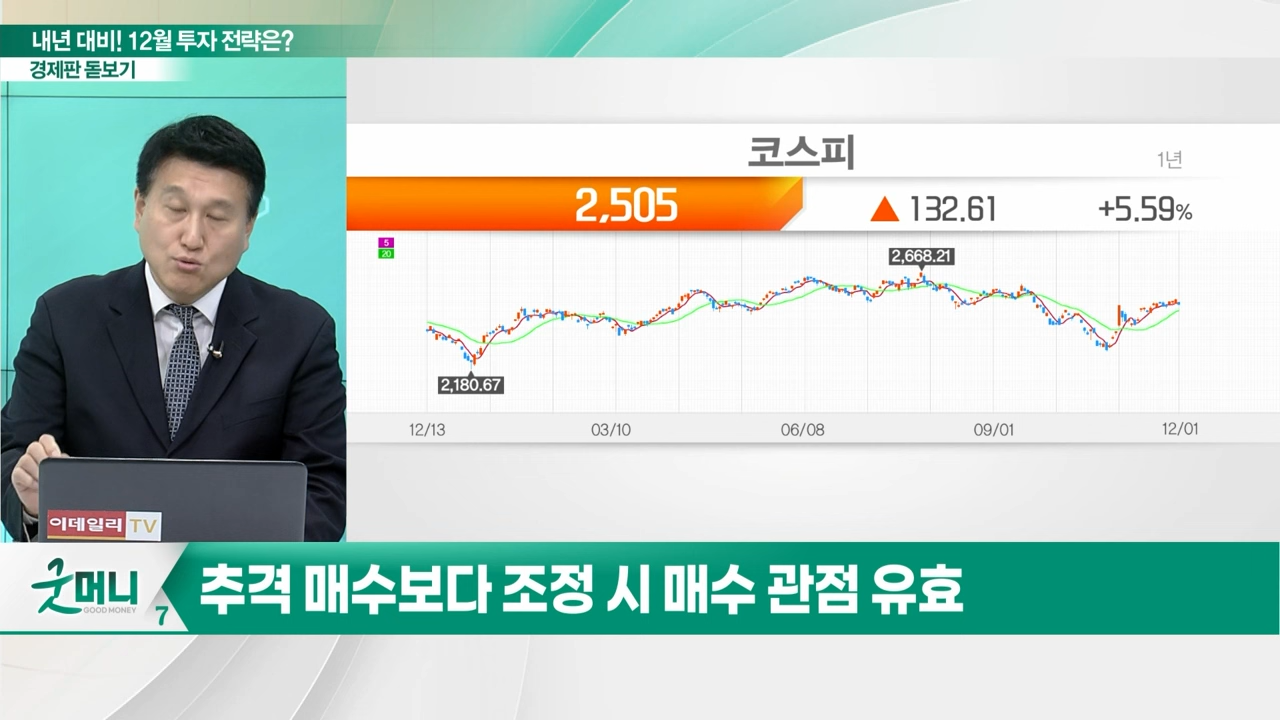 내년 대비! 12월 투자 전략은?
경제판 돋보기
코스피
1년
2,505
▲ 132.61
+5.59%
5
20
2,668.21
2,180.67
12/13
03/10
06/08
09/01
12/01
이데일리 TV
굿머니
GOOD MONEY
7
추격 매수보다 조정 시 매수 관점 유효